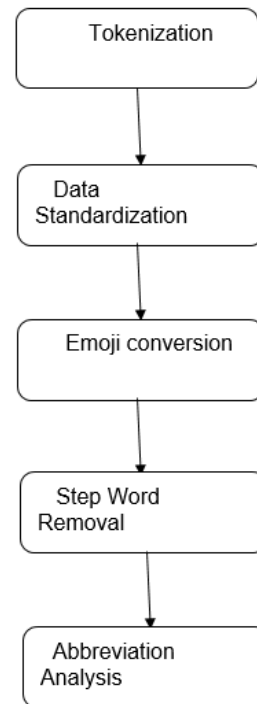 Tokenization
Data
Standardization
Emoji conversion
Step Word
Removal
Abbreviation
Analysis